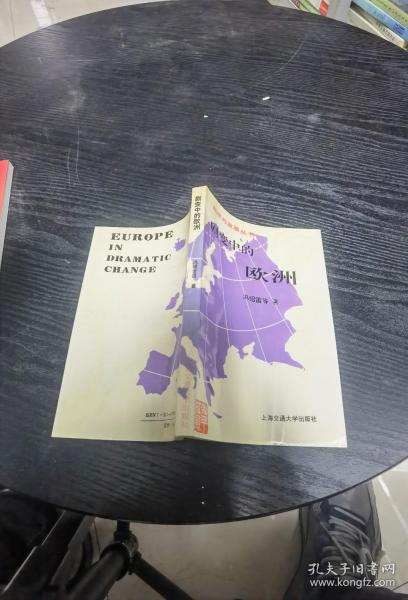 EUROPE
IN
DRAMATIC
CHANGE
剧变中的欧洲
剧变中的
欧洲
冯绍雷等 著
上海交通大学出版社
孔夫子旧书网
www.kongfz.com